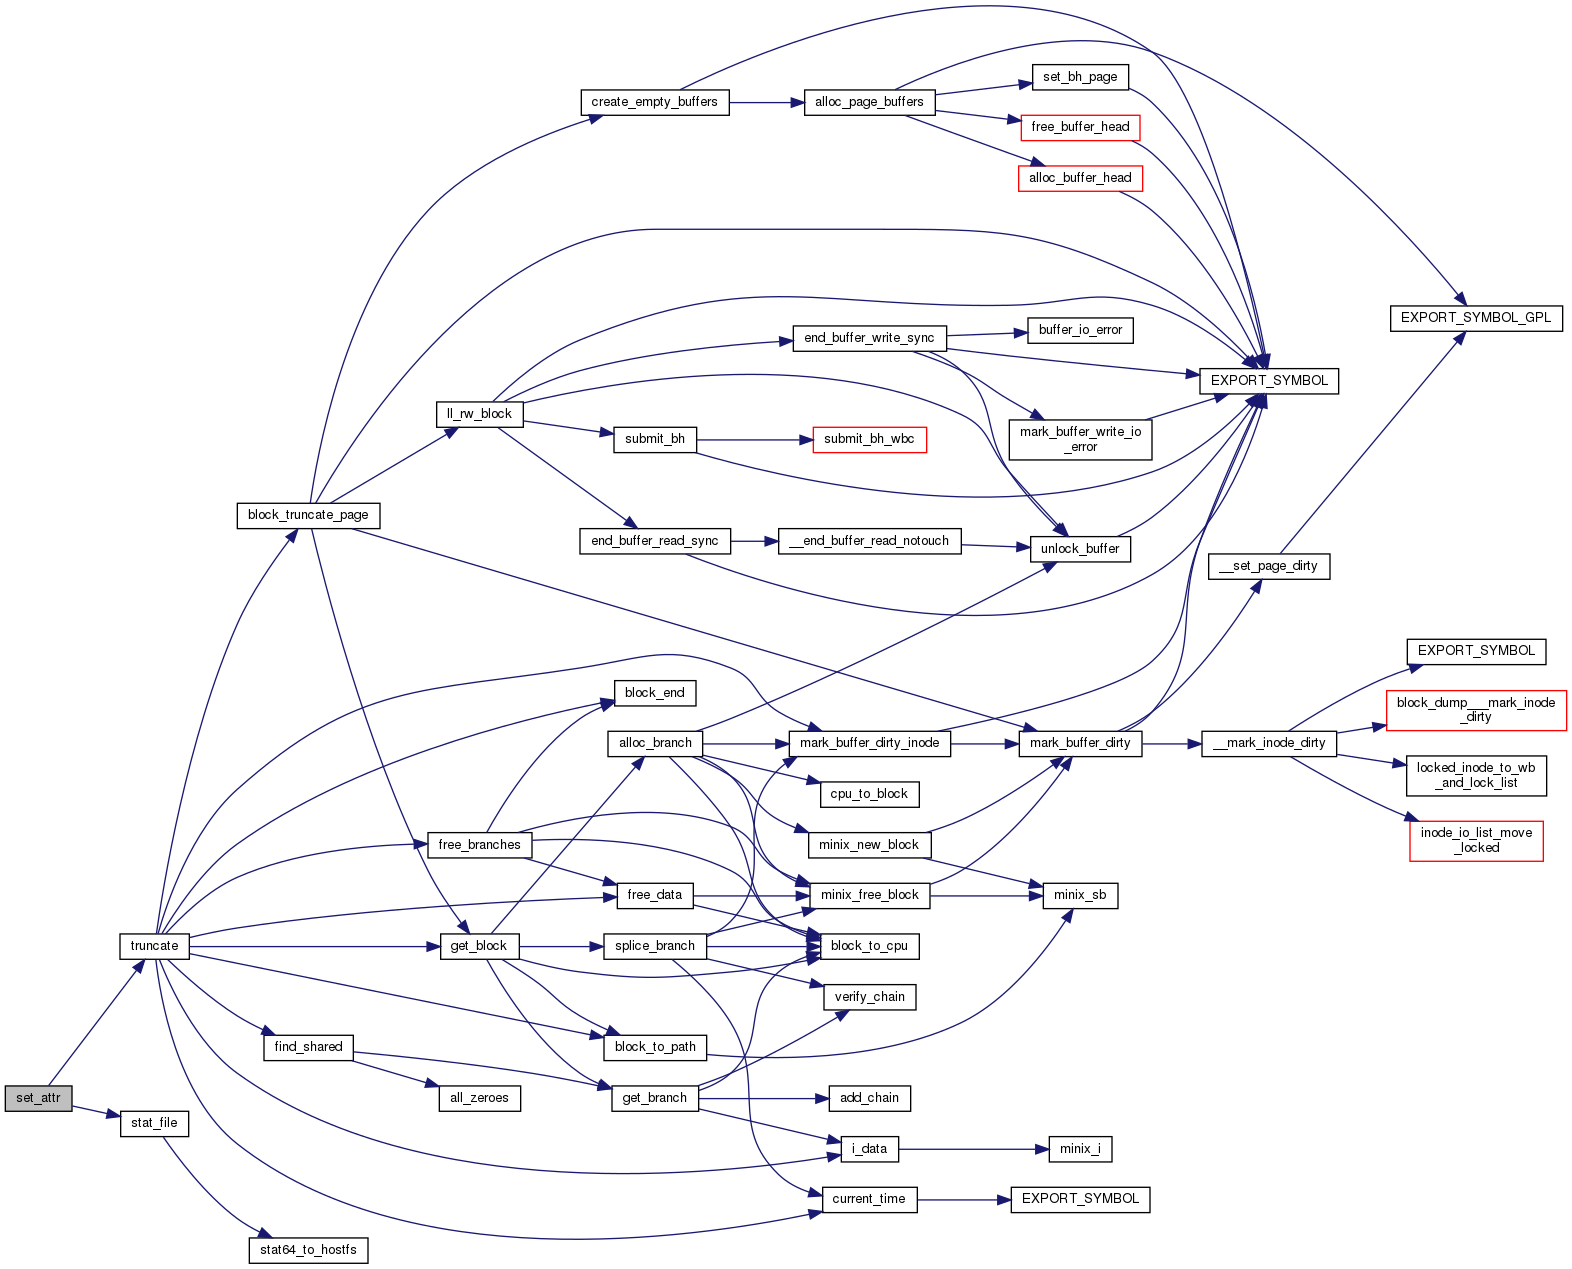 set_bh_page
create_empty_buffers
alloc_page_buffers
free_buffer_head
alloc_buffer_head
EXPORT_SYMBOL_GPL
buffer_io_error
end_buffer_write_sync
EXPORT_SYMBOL
ll_rw_block
submit_bh
submit_bh_wbc
mark_buffer_write_io
_error
block_truncate_page
end_buffer_read_sync
__end_buffer_read_notouch
unlock_buffer
__set_page_dirty
EXPORT_SYMBOL
block_end
block_dump___mark_inode
_dirty
alloc_branch
mark_buffer_dirty_inode
mark_buffer_dirty
__mark_inode_dirty
locked_inode_to_wb
_and_lock_list
cpu_to_block
free_branches
minix_new_block
inode_io_list_move
_locked
free_data
minix_free_block
minix_sb
truncate
get_block
splice_branch
block_to_cpu
verify_chain
find_shared
block_to_path
set_attr
all_zeroes
get_branch
add_chain
stat_file
i_data
minix_i
current_time
EXPORT_SYMBOL
stat64_to_hostfs